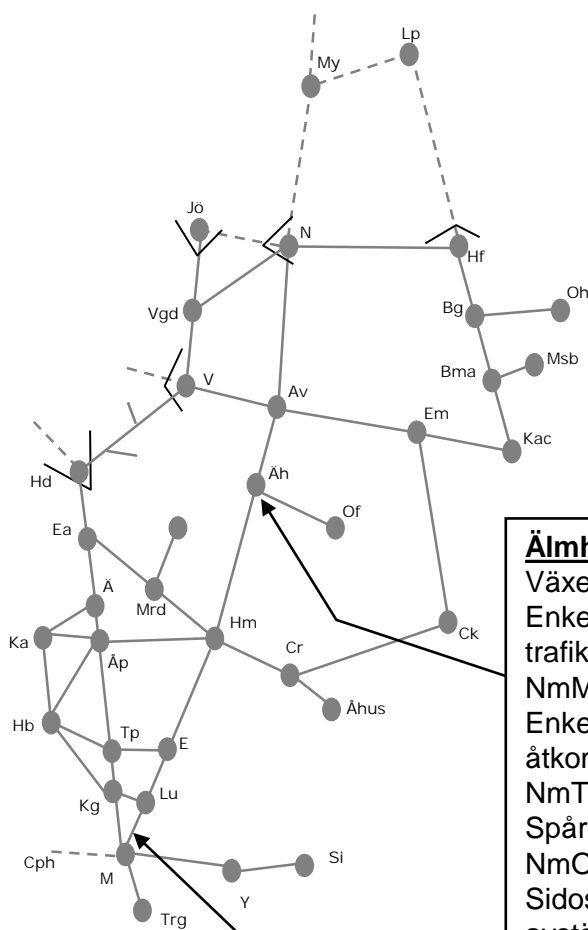 Lp
My
Jö
N
Hf
Oh
Vgd
Bg
Msb
V
Bma
Av
Em
Kac
Hd
Äh
Of
Ea
Älmh
Växe
Ä
Mrd
Hm
Enke
Ka
Ck
trafik
Åp
Cr
NmM
Åhus
Enke
Hb
Tp
E
åtkor
NmT
Kg
Lu
Spår
Cph
M
Si
NmO
Y
Sidos
Trg